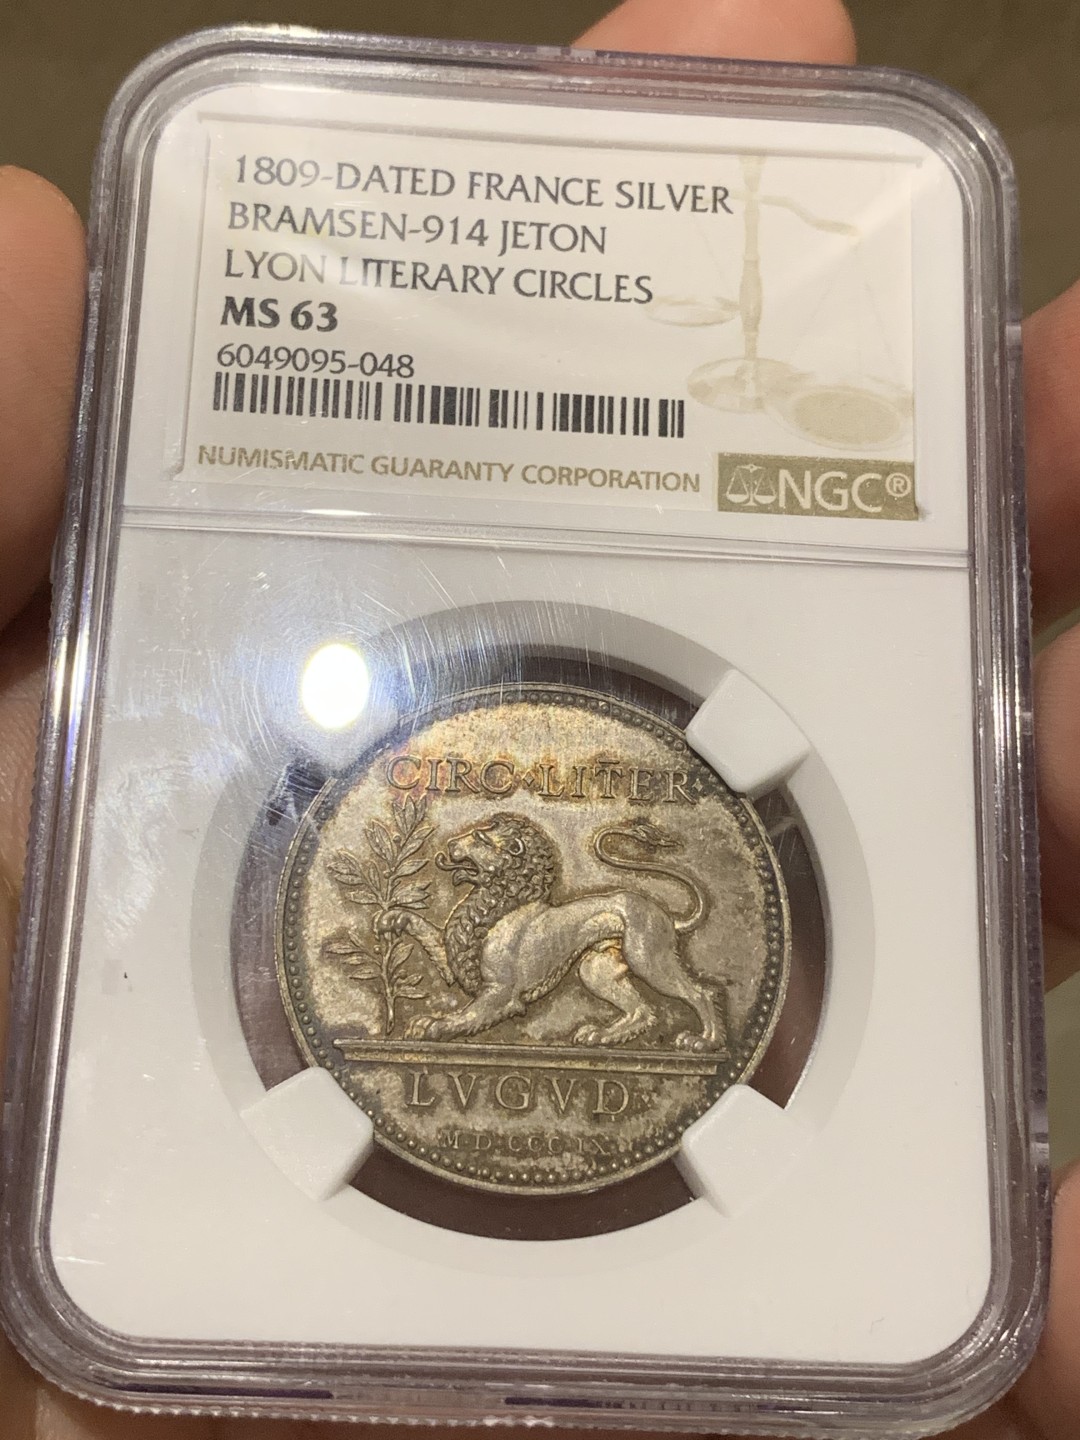 1809-DATED FRANCE SILVER
BRAMSEN-914 JETON
LYON LITERARY CIRCLES
MS 63
6049095-048
NUMISMATIC GUARANTY CORPORATION
NGC®
CIRC·LITER·
LVGVD·
MDCCCIX